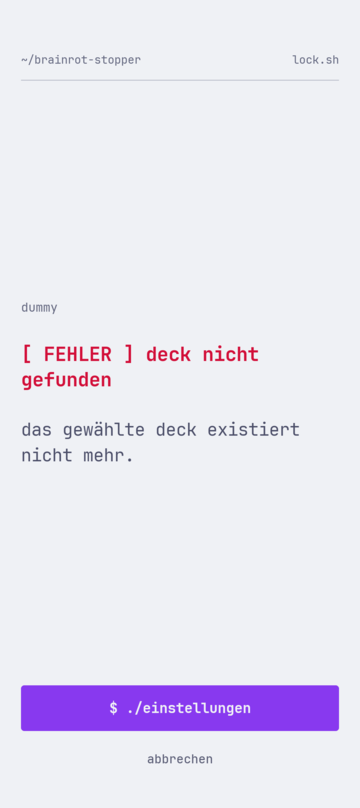 ~/brainrot-stopper lock.sh
dummy
[ FEHLER ] deck nicht
gefunden
das gewählte deck existiert
nicht mehr.
$ ./einstellungen
abbrechen